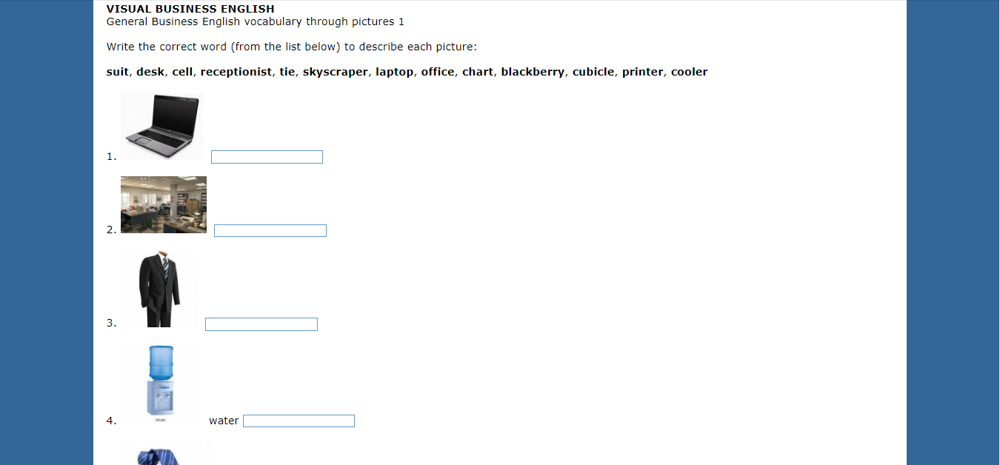 VISUAL BUSINESS ENGLISH
General Business English vocabulary through pictures 1
Write the correct word (from the list below) to describe each picture:
suit, desk, cell, receptionist, tie, skyscraper, laptop, office, chart, blackberry, cubicle, printer, cooler
1.
2.
3.
4. water